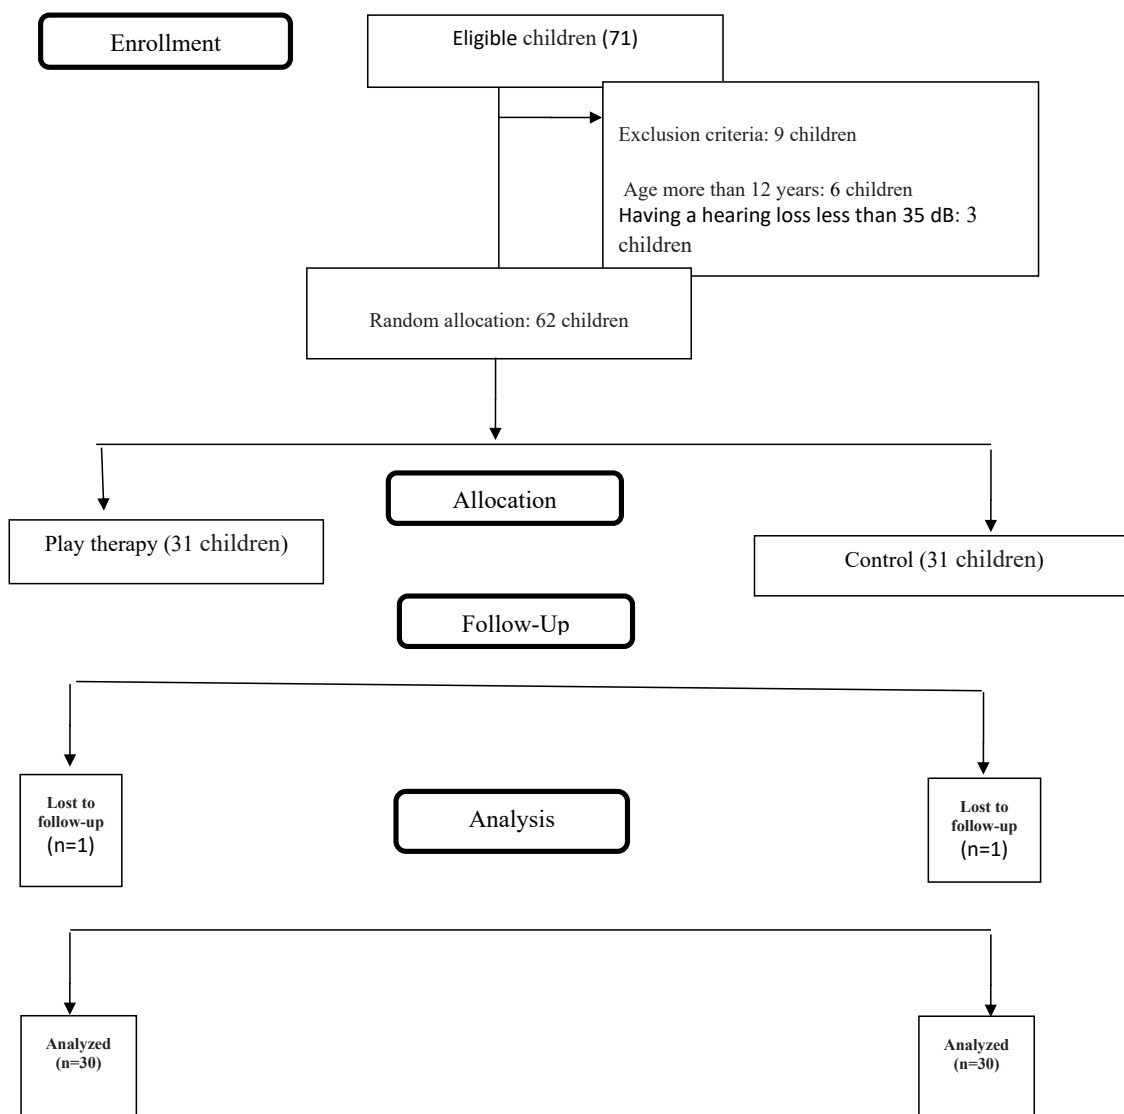 Enrollment
Eligible children (71)
Exclusion criteria: 9 children
Age more than 12 years: 6 children
Having a hearing loss less than 35 dB: 3
children
Random allocation: 62 children
Allocation
Play therapy (31 children)
Control (31 children)
Follow-Up
Lost to
follow-up
(n=1)
Analysis
Lost to
follow-up
(n=1)
Analyzed
(n=30)
Analyzed
(n=30)